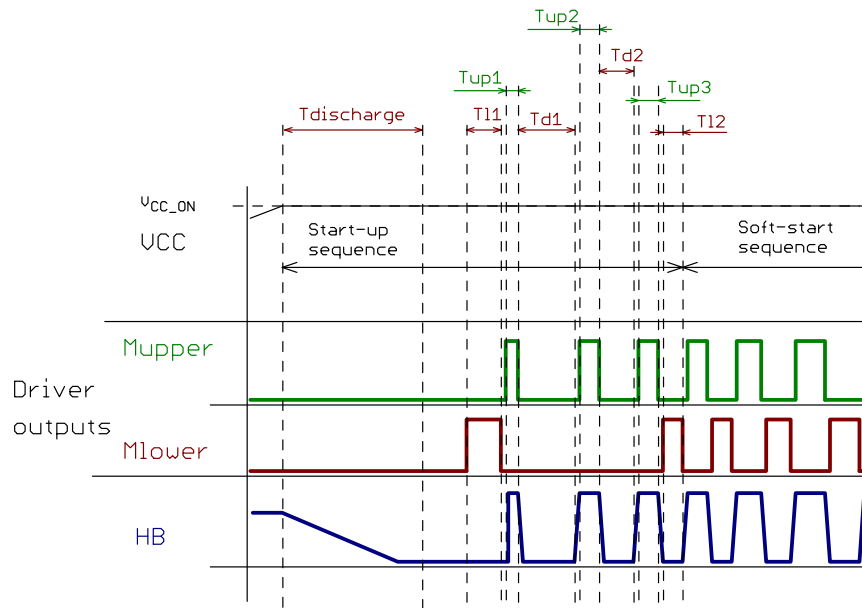 Tup2
Td2
Tup1
Tup3
Tdischarge
Tl1
Td1
Tl2
VCC_ON
VCC
Start-up
sequence
Soft-start
sequence
Mupper
Driver
outputs
Mlower
HB